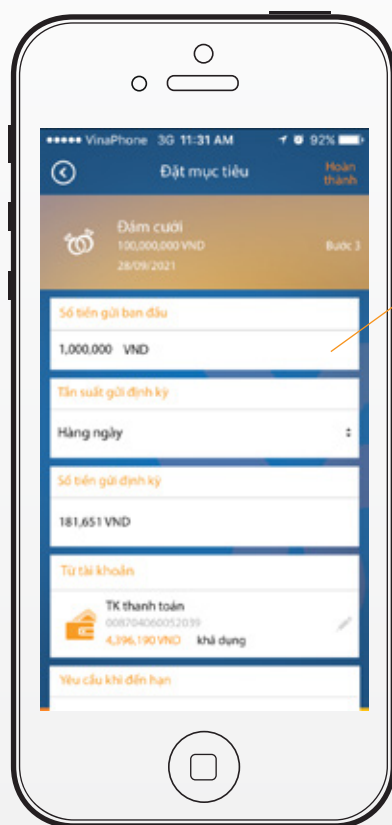 VinaPhone 3G 11:31 AM 92%
Đặt mục tiêu
Hoàn thành
Đám cưới
100,000,000 VND
Bước 3
28/09/2021
Số tiền gửi ban đầu
1,000,000 VND
Tần suất gửi định kỳ
Hàng ngày
Số tiền gửi định kỳ
181,651 VND
Từ tài khoản
TK thanh toán
008704060052039
4,396,190 VND khả dụng
Yêu cầu khi đến hạn